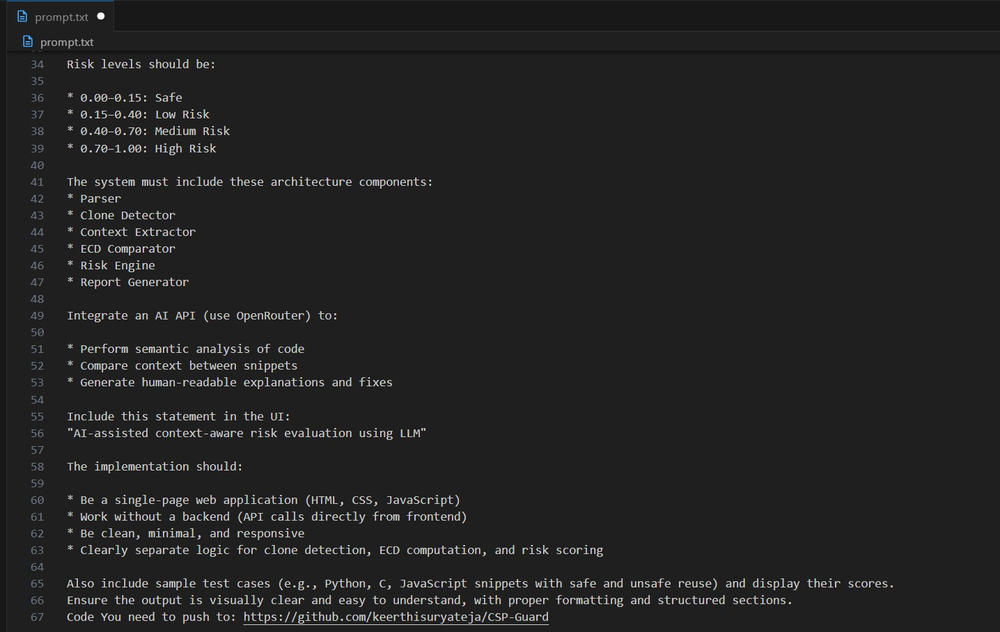 prompt.txt
prompt.txt
34 Risk levels should be:
35
36 * 0.00–0.15: Safe
37 * 0.15–0.40: Low Risk
38 * 0.40–0.70: Medium Risk
39 * 0.70–1.00: High Risk
40
41 The system must include these architecture components:
42 * Parser
43 * Clone Detector
44 * Context Extractor
45 * ECD Comparator
46 * Risk Engine
47 * Report Generator
48
49 Integrate an AI API (use OpenRouter) to:
50
51 * Perform semantic analysis of code
52 * Compare context between snippets
53 * Generate human-readable explanations and fixes
54
55 Include this statement in the UI:
56 "AI-assisted context-aware risk evaluation using LLM"
57
58 The implementation should:
59
60 * Be a single-page web application (HTML, CSS, JavaScript)
61 * Work without a backend (API calls directly from frontend)
62 * Be clean, minimal, and responsive
63 * Clearly separate logic for clone detection, ECD computation, and risk scoring
64
65 Also include sample test cases (e.g., Python, C, JavaScript snippets with safe and unsafe reuse) and display their scores.
66 Ensure the output is visually clear and easy to understand, with proper formatting and structured sections.
67 Code You need to push to: https://github.com/keerthisuryateja/CSP-Guard